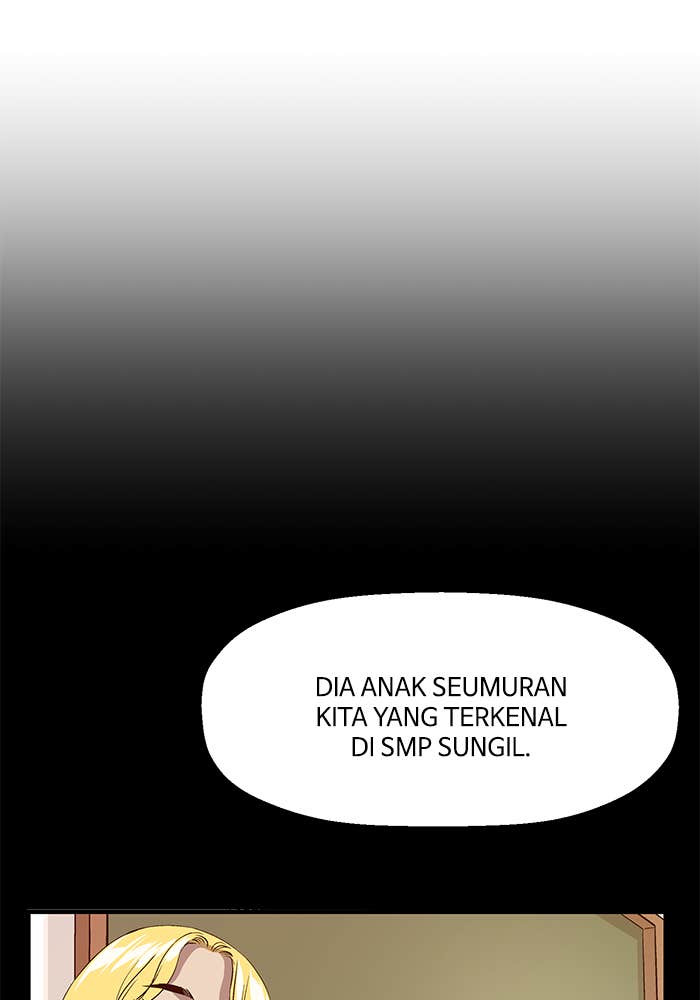 DIA ANAK SEUMURAN
KITA YANG TERKENAL
DI SMP SUNGIL.